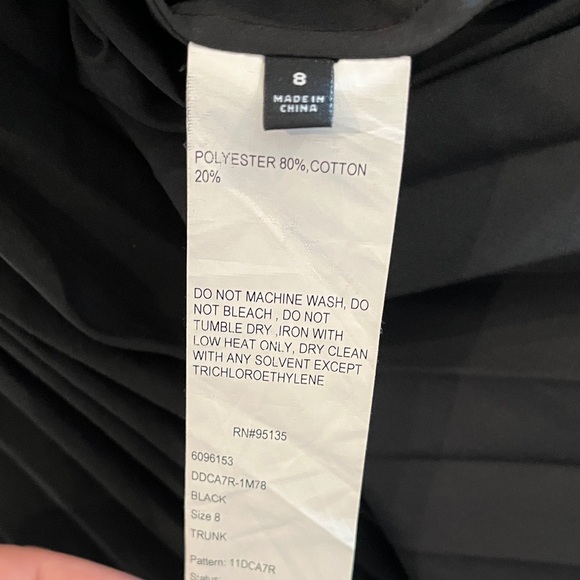 8
MADE IN
CHINA
POLYESTER 80%,COTTON
20%
DO NOT MACHINE WASH, DO
NOT BLEACH , DO NOT
TUMBLE DRY ,IRON WITH
LOW HEAT ONLY, DRY CLEAN
WITH ANY SOLVENT EXCEPT
TRICHLOROETHYLENE
RN#95135
6096153
DDCA7R-1M78
BLACK
Size 8
TRUNK
Pattern: 11DCA7R